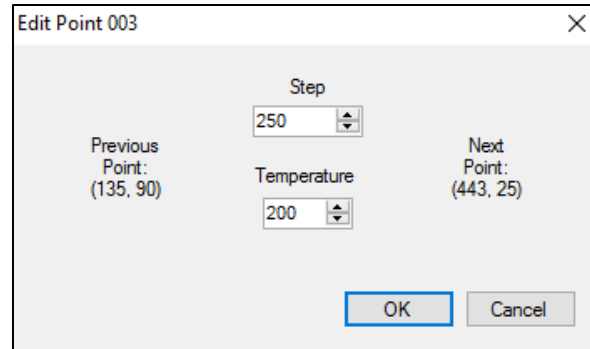 Edit Point 003
Step
250
Previous
Point:
(135, 90)
Temperature
200
Next
Point:
(443, 25)
OK
Cancel